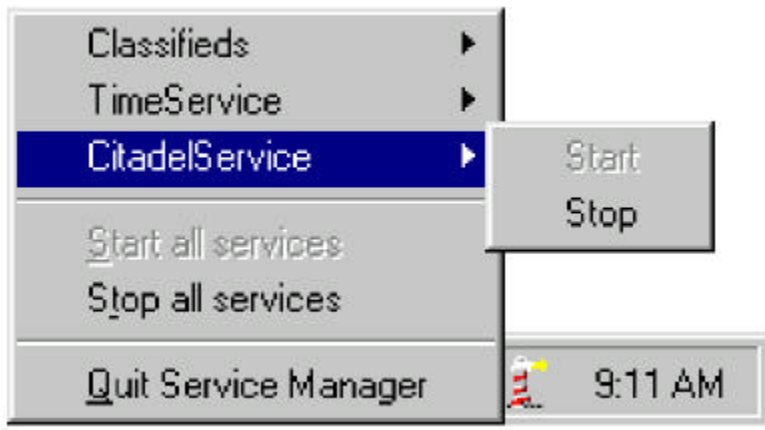 Classifieds
TimeService
CitadelService
Start
Stop
Start all services
Stop all services
Quit Service Manager
9:11 AM